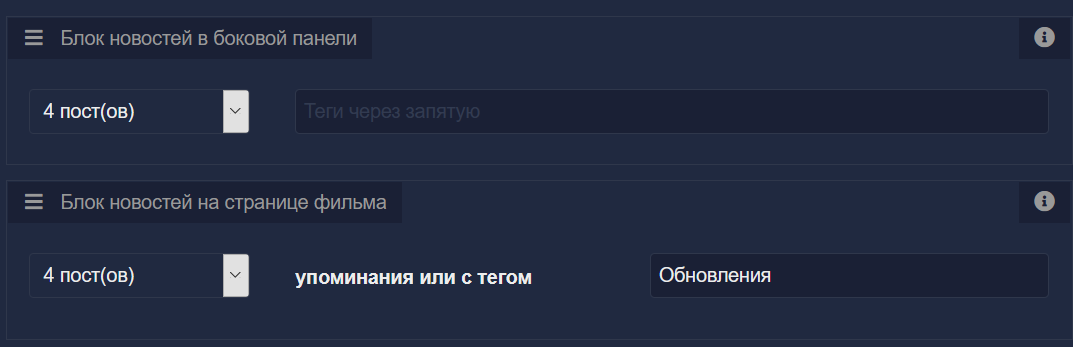 Блок новостей в боковой панели
4 пост(ов)
Теги через запятую
Блок новостей на странице фильма
4 пост(ов)
упоминания или с тегом
Обновления